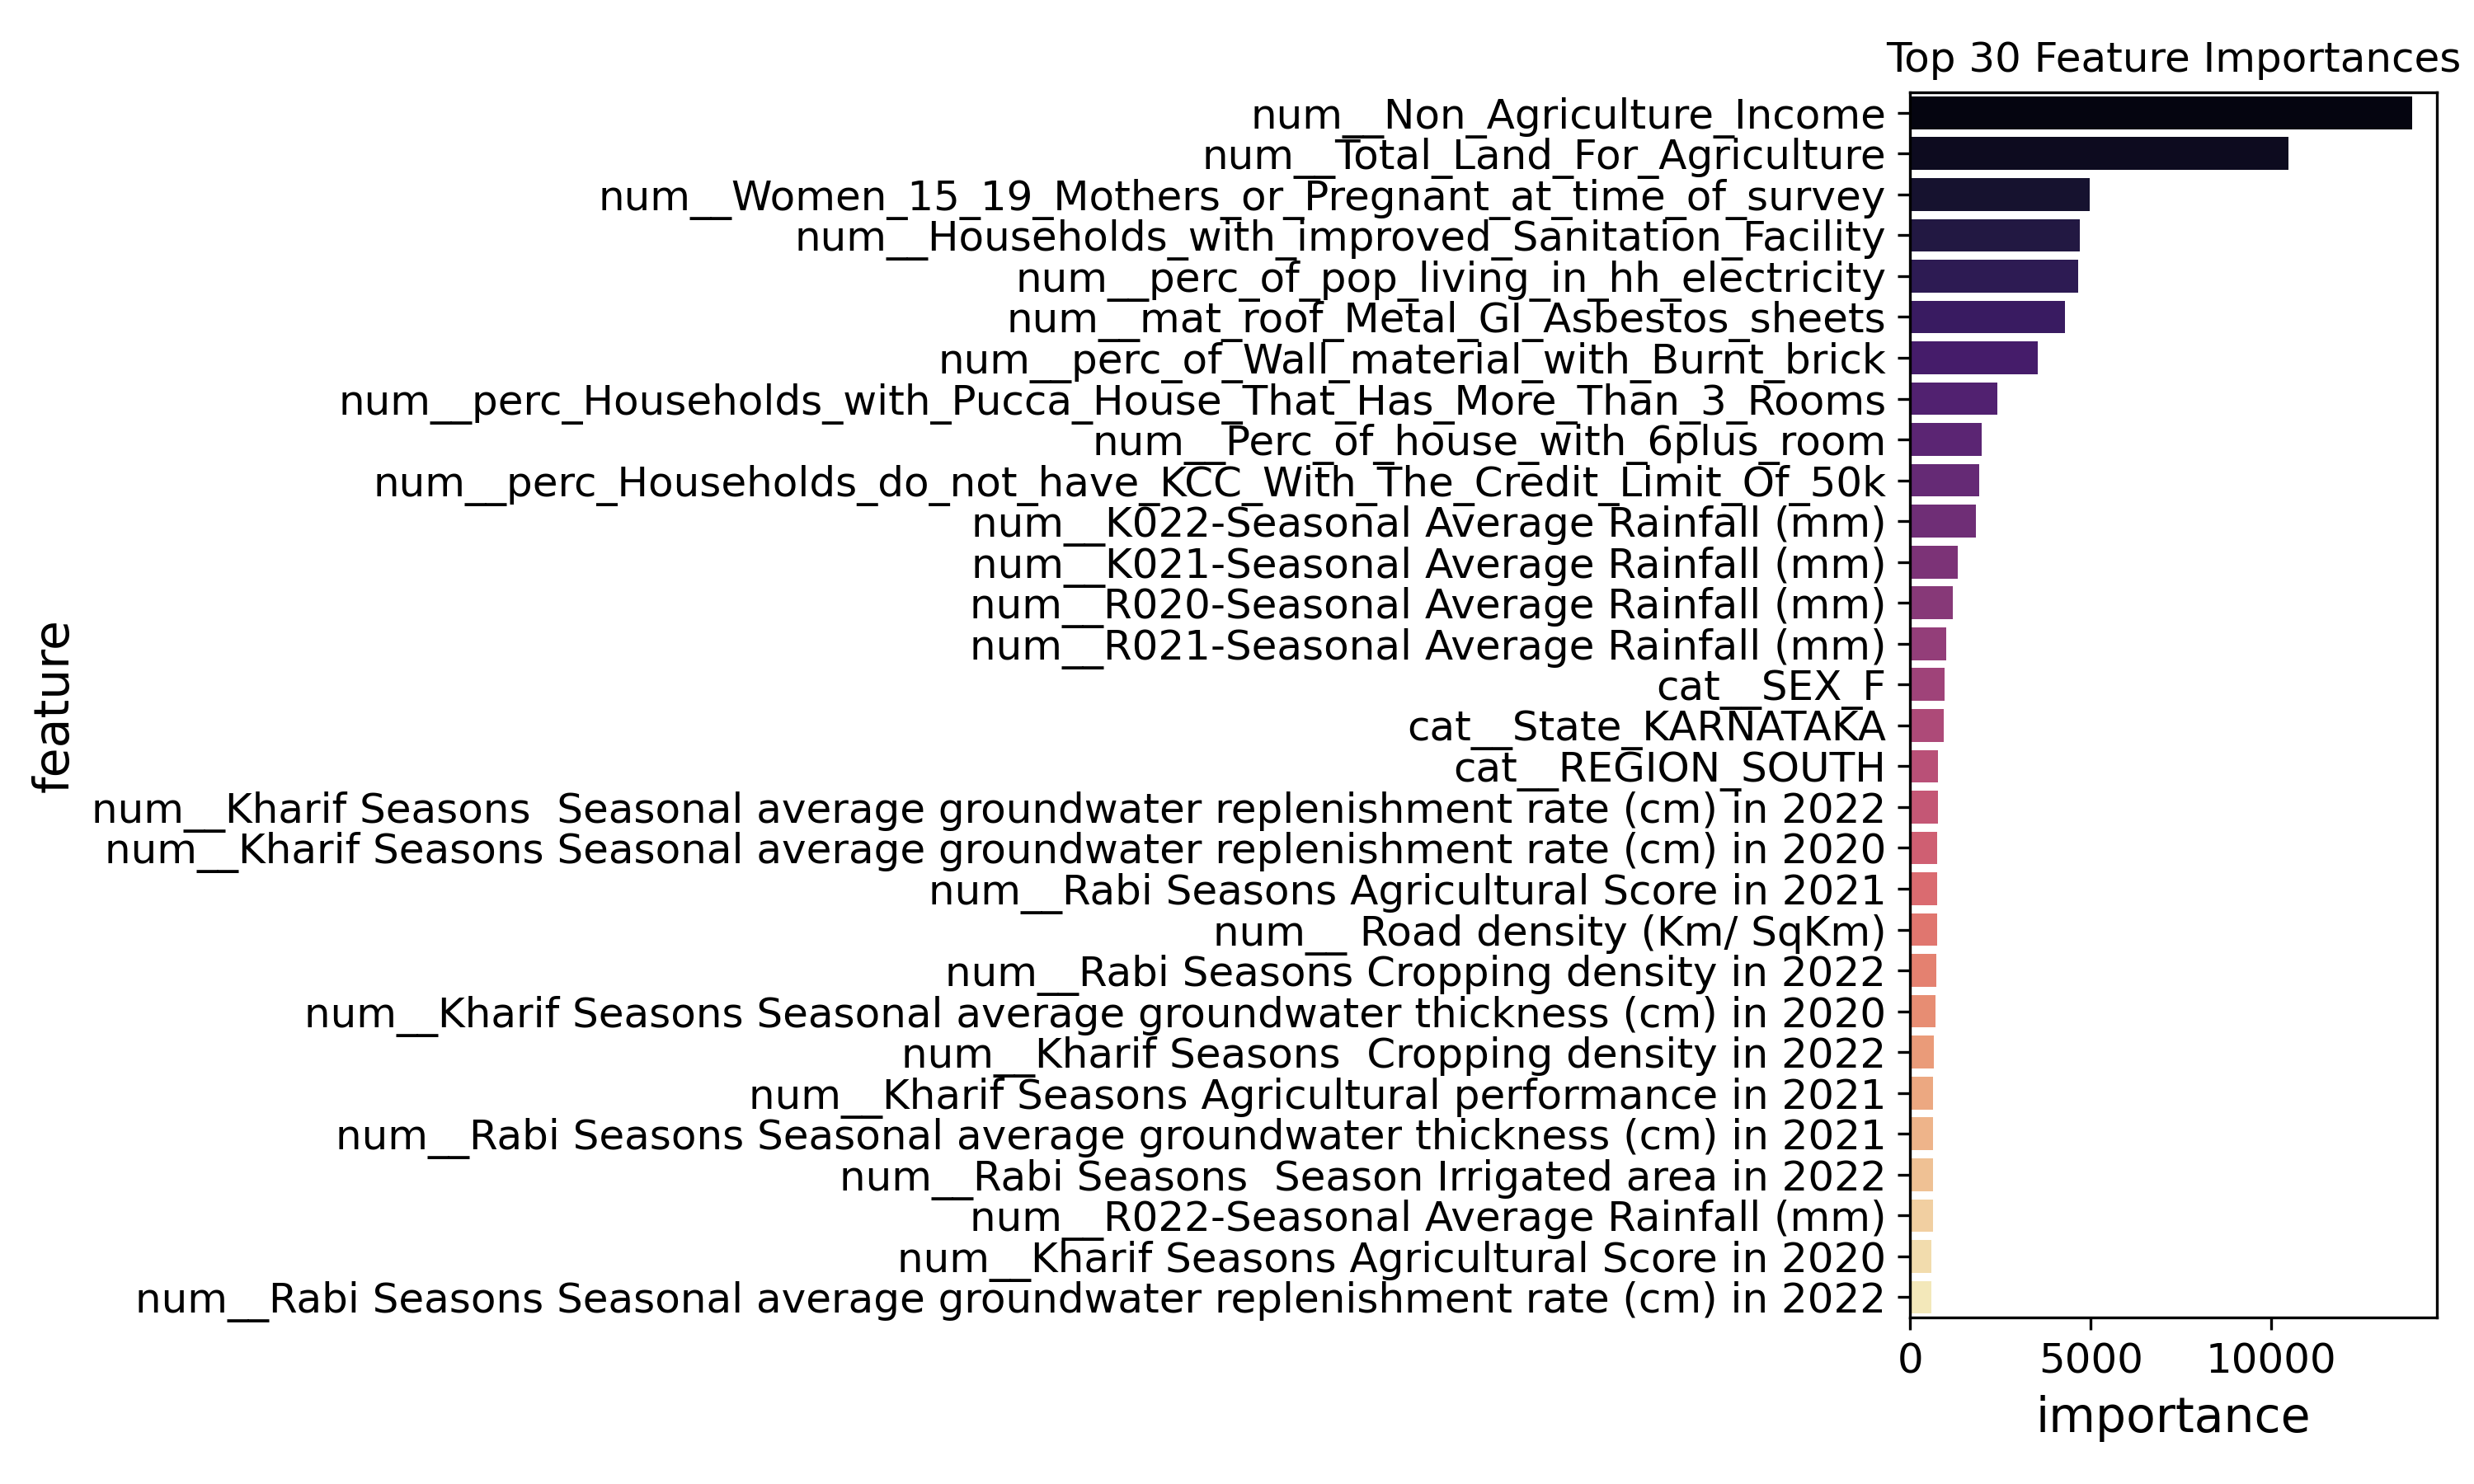 Top 30 Feature Importances
num__Non_Agriculture_Income
num__Total_Land_For_Agriculture
num__Women_15_19_Mothers_or_Pregnant_at_time_of_survey
num__Households_with_improved_Sanitation_Facility
num__perc_of_pop_living_in_hh_electricity
num__mat_roof_Metal_GI_Asbestos_sheets
num__perc_of_Wall_material_with_Burnt_brick
num__perc_Households_with_Pucca_House_That_Has_More_Than_3_Rooms
num__Perc_of_house_with_6plus_room
num__perc_Households_do_not_have_KCC_With_The_Credit_Limit_Of_50k
num__K022-Seasonal Average Rainfall (mm)
num__K021-Seasonal Average Rainfall (mm)
num__R020-Seasonal Average Rainfall (mm)
num__R021-Seasonal Average Rainfall (mm)
cat__SEX_F
cat__State_KARNATAKA
cat__REGION_SOUTH
num__Kharif Seasons  Seasonal average groundwater replenishment rate (cm) in 2022
num__Kharif Seasons Seasonal average groundwater replenishment rate (cm) in 2020
num__Rabi Seasons Agricultural Score in 2021
num__ Road density (Km/ SqKm)
num__Rabi Seasons Cropping density in 2022
num__Kharif Seasons Seasonal average groundwater thickness (cm) in 2020
num__Kharif Seasons  Cropping density in 2022
num__Kharif Seasons Agricultural performance in 2021
num__Rabi Seasons Seasonal average groundwater thickness (cm) in 2021
num__Rabi Seasons  Season Irrigated area in 2022
num__R022-Seasonal Average Rainfall (mm)
num__Kharif Seasons Agricultural Score in 2020
num__Rabi Seasons Seasonal average groundwater replenishment rate (cm) in 2022
feature
0 5000 10000
importance